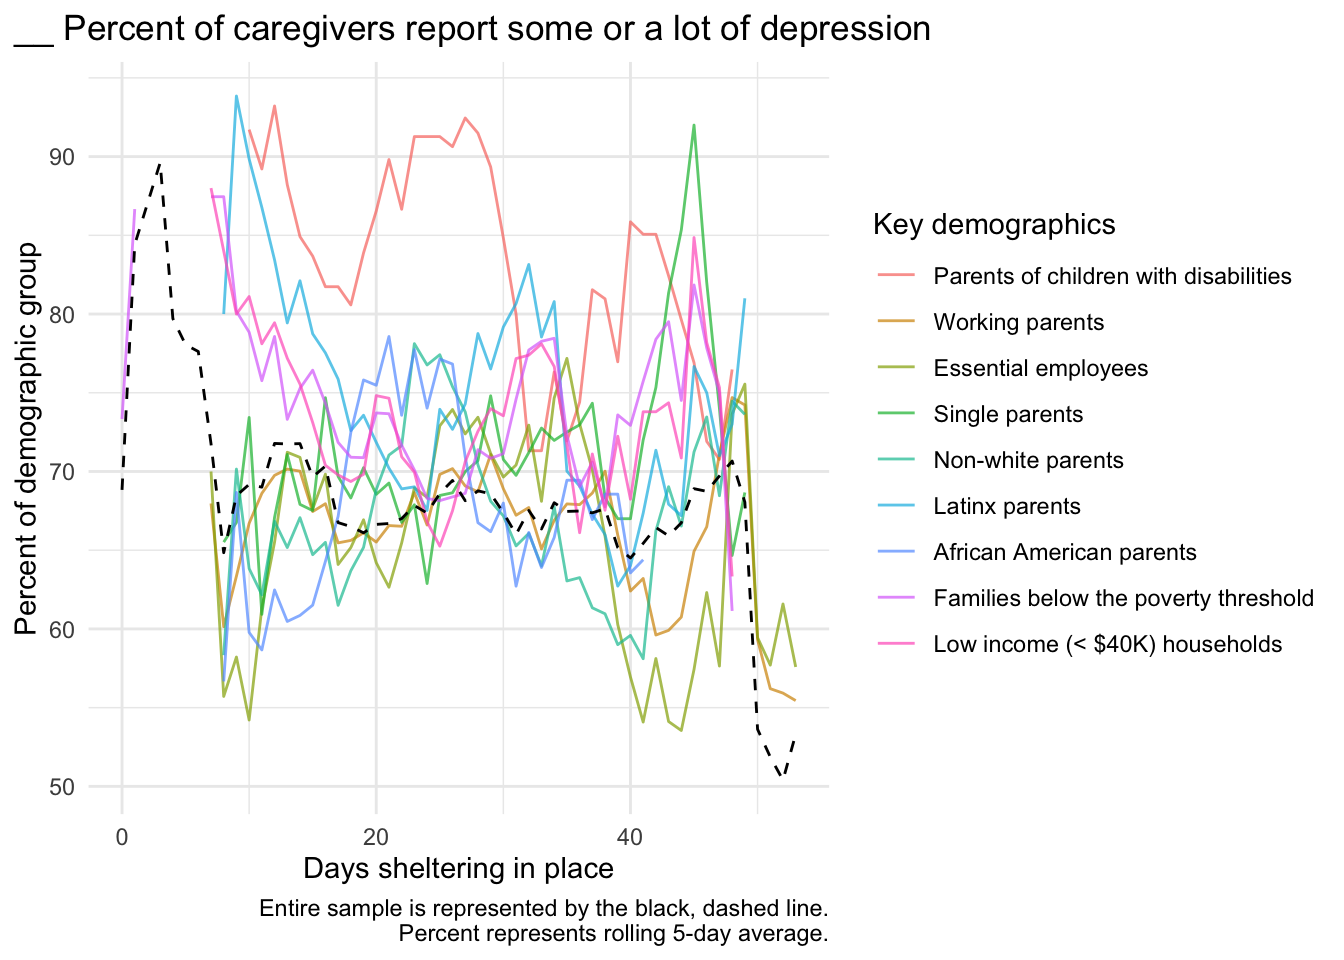 __ Percent of caregivers report some or a lot of depression
Percent of demographic group
90
80
70
60
50
0
20
40
Days sheltering in place
Entire sample is represented by the black, dashed line.
Percent represents rolling 5-day average.
Key demographics
Parents of children with disabilities
Working parents
Essential employees
Single parents
Non-white parents
Latinx parents
African American parents
Families below the poverty threshold
Low income (< $40K) households